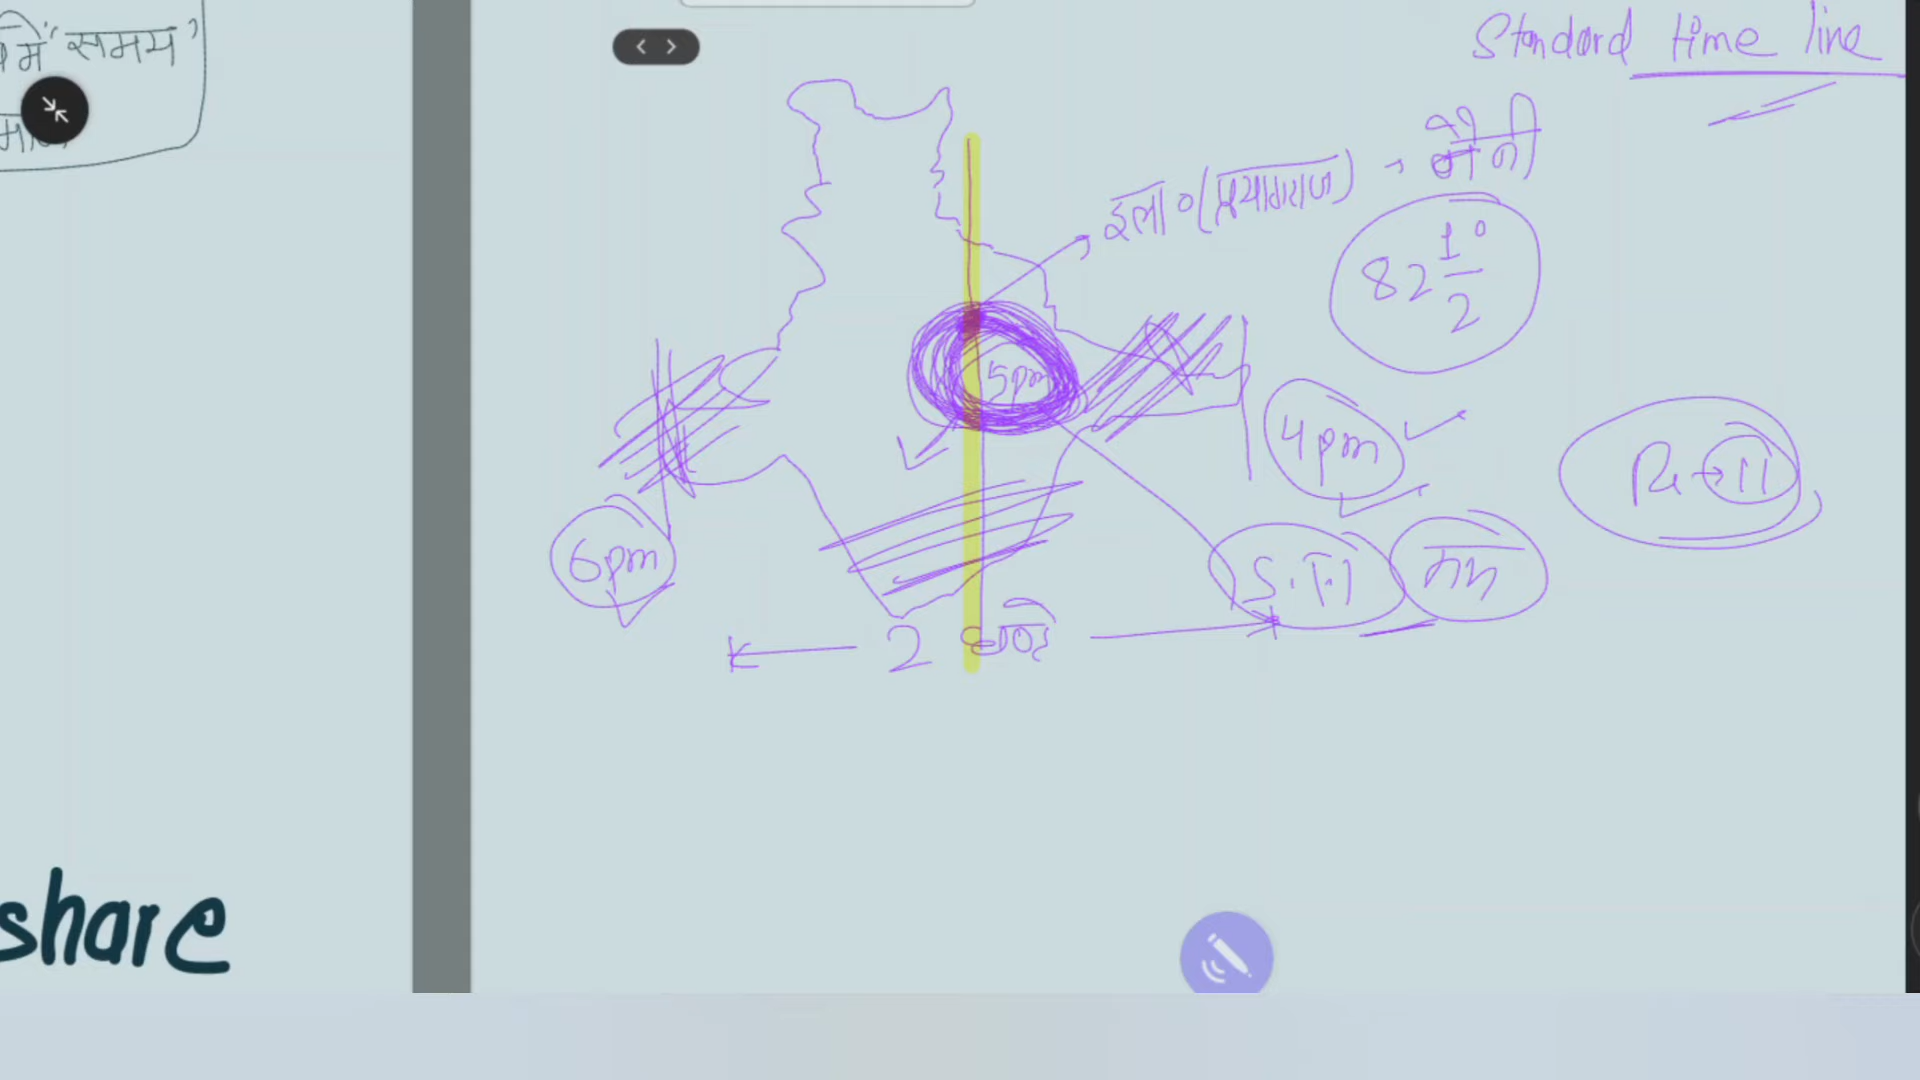 में "समय"
Standard time line
इला०(प्रयागराज) → नैनी
82 1/2°
5pm
4pm
6pm
S.T.I
2 घण्टे
share